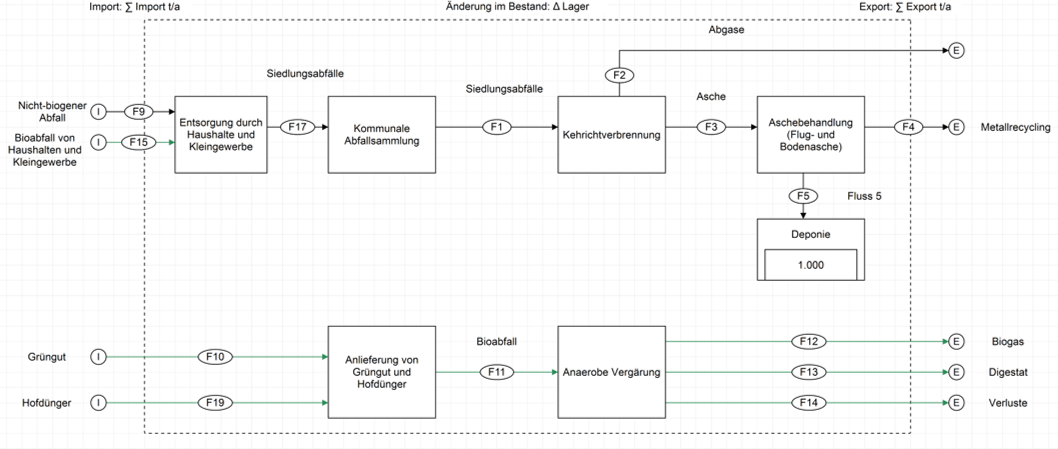 Import: ∑ Import t/a
Änderung im Bestand: Δ Lager
Export: ∑ Export t/a
Abgase
E
F2
Siedlungsabfälle
Siedlungsabfälle
Asche
Nicht-biogener
Abfall
I
F9
Bioabfall von
Haushalten und
Kleingewerbe
I
F15
Entsorgung durch
Haushalte und
Kleingewerbe
F17
Kommunale
Abfallsammlung
F1
Kehrichtverbrennung
F3
Aschebehandlung
(Flug- und
Bodenasche)
F4
E
Metallrecycling
F5
Fluss 5
Deponie
1.000
Grüngut
I
F10
Hofdünger
I
F19
Anlieferung von
Grüngut und
Hofdünger
Bioabfall
F11
Anaerobe Vergärung
F12
E
Biogas
F13
E
Digestat
F14
E
Verluste